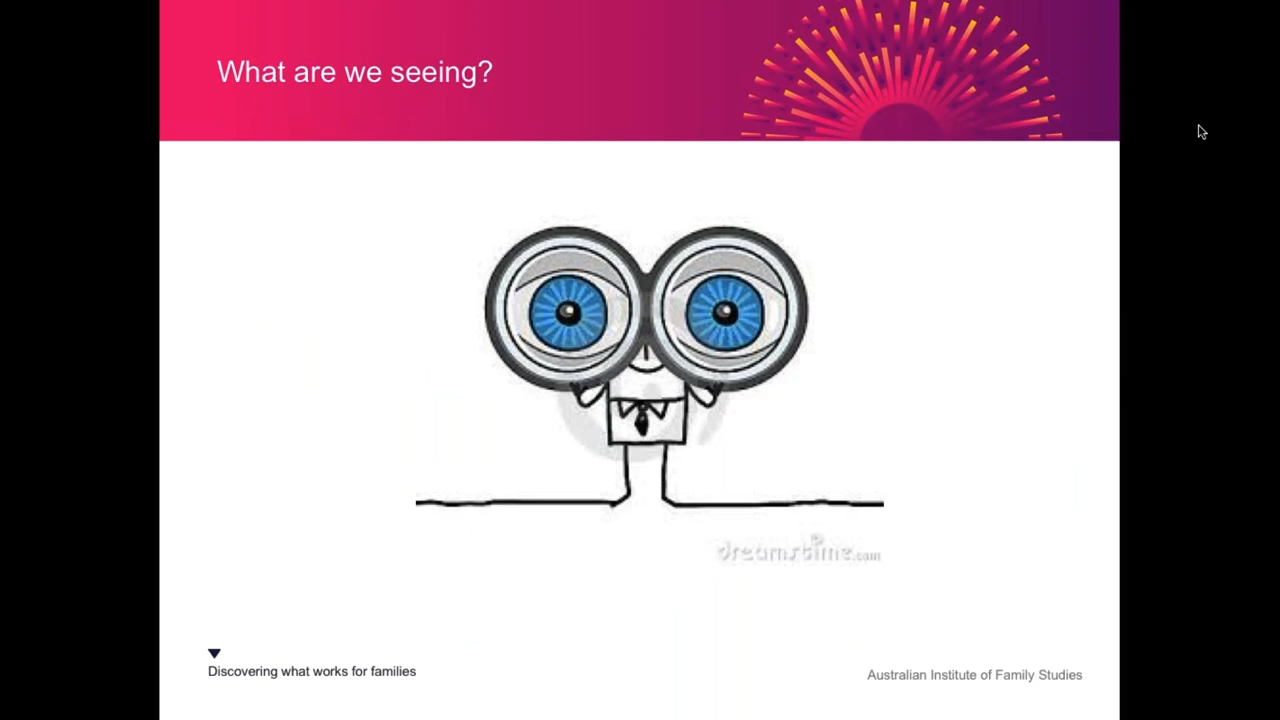 What are we seeing?
dreamstime.com
Discovering what works for families
Australian Institute of Family Studies